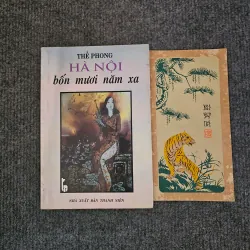 THẾ PHONG
HÀ NỘI
bốn mươi năm xa
NHÀ XUẤT BẢN THANH NIÊN